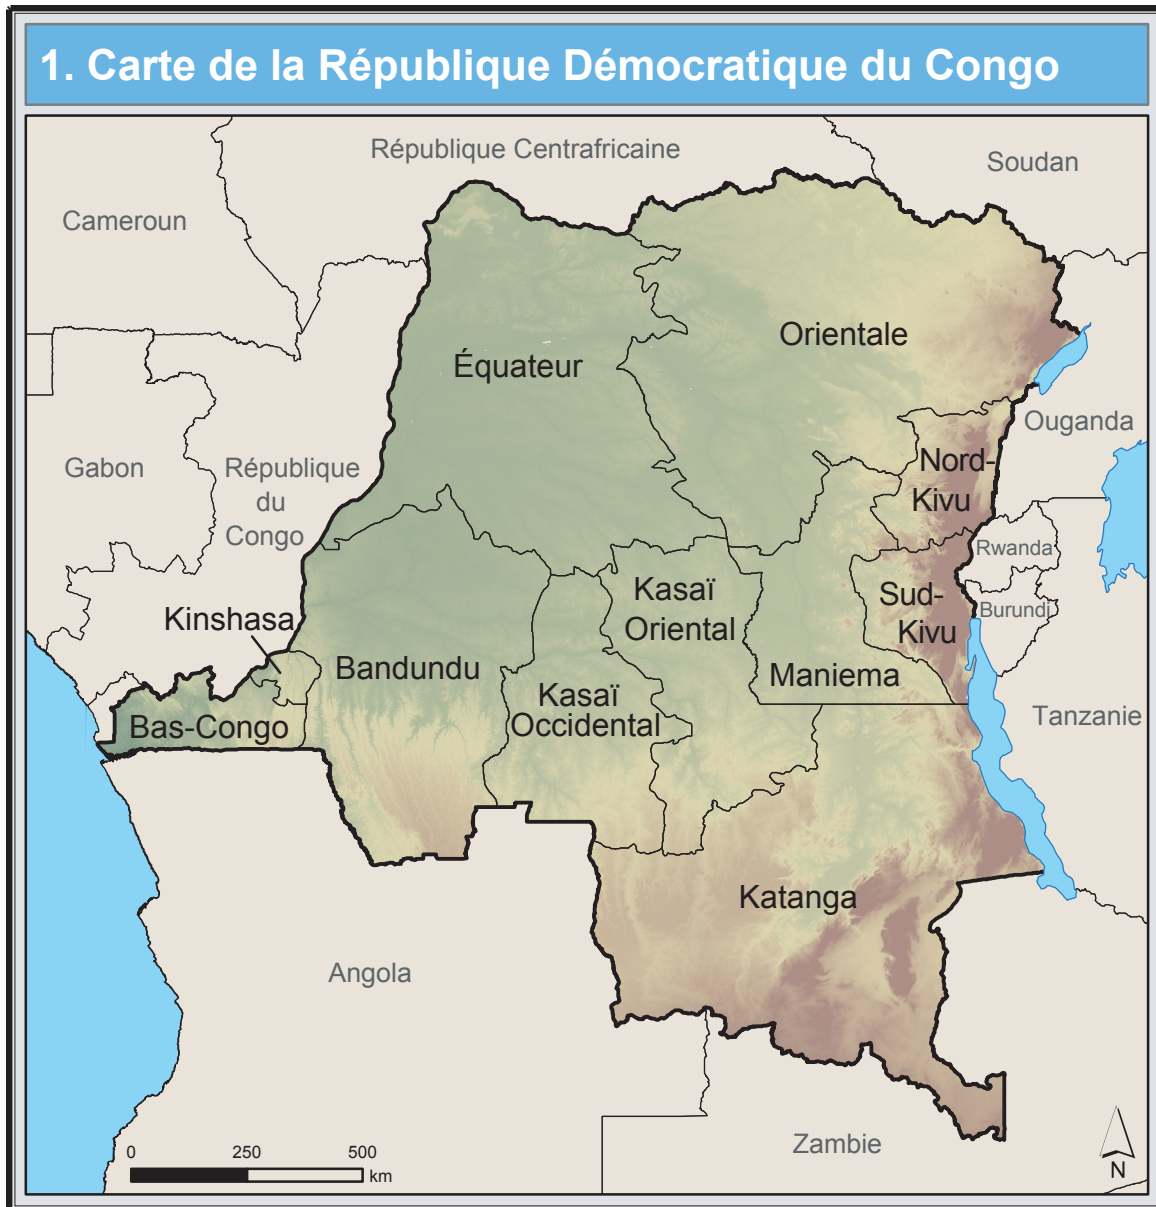 1. Carte de la République Démocratique du Congo
République Centrafricaine
Soudan
Cameroun
Orientale
Équateur
Ouganda
Gabon
République
du
Congo
Nord-
Kivu
Rwanda
Kasaï
Oriental
Sud-
Kivu
Burundi
Kinshasa
Bandundu
Maniema
Kasaï
Occidental
Bas-Congo
Tanzanie
Katanga
Angola
Zambie
0 250 500
km
N